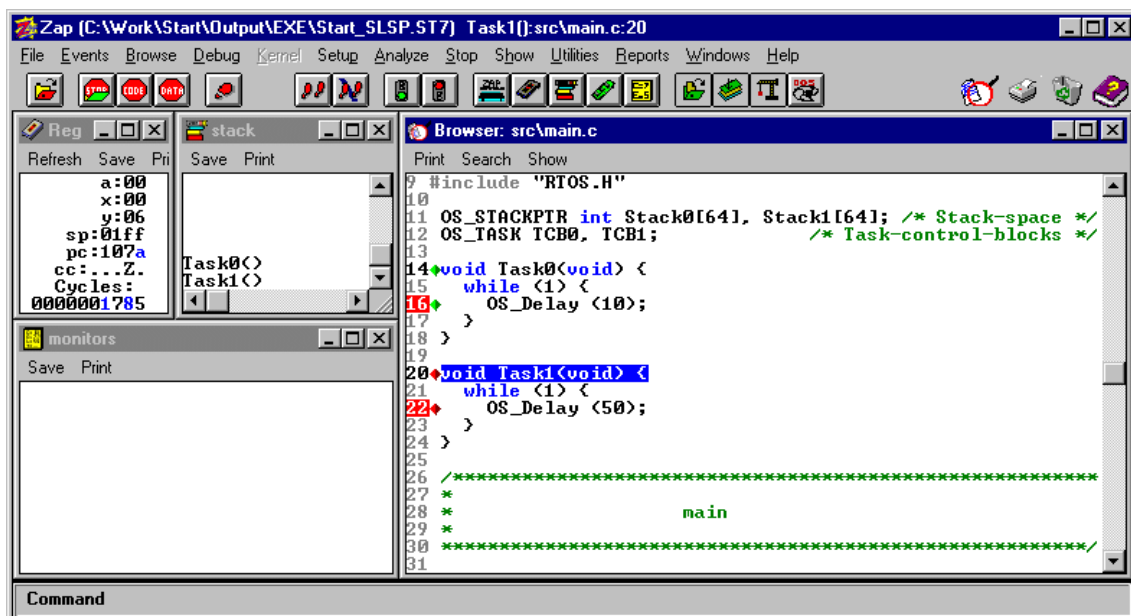 Zap (C:\Work\Start\Output\EXE\Start_SLSP.ST7) Task1():src\main.c:20
File Events Browse Debug Kernel Setup Analyze Stop Show Utilities Reports Windows Help
STOP CODE DATA
DOS
Reg
Refresh Save Pri
a:00
x:00
y:06
sp:01ff
pc:107a
cc:...Z.
Cycles:
0000001785
stack
Save Print
Task0()
Task1()
monitors
Save Print
Browser: src\main.c
Print Search Show
9 #include "RTOS.H"
10
11 OS_STACKPTR int Stack0[64], Stack1[64]; /* Stack-space */
12 OS_TASK TCB0, TCB1; /* Task-control-blocks */
13
14 void Task0(void) {
15 while (1) {
16 OS_Delay (10);
17 }
18 }
19
20 void Task1(void) {
21 while (1) {
22 OS_Delay (50);
23 }
24 }
25
26 /***********************************************************
27 *
28 * main
29 *
30 ***********************************************************/
31
Command